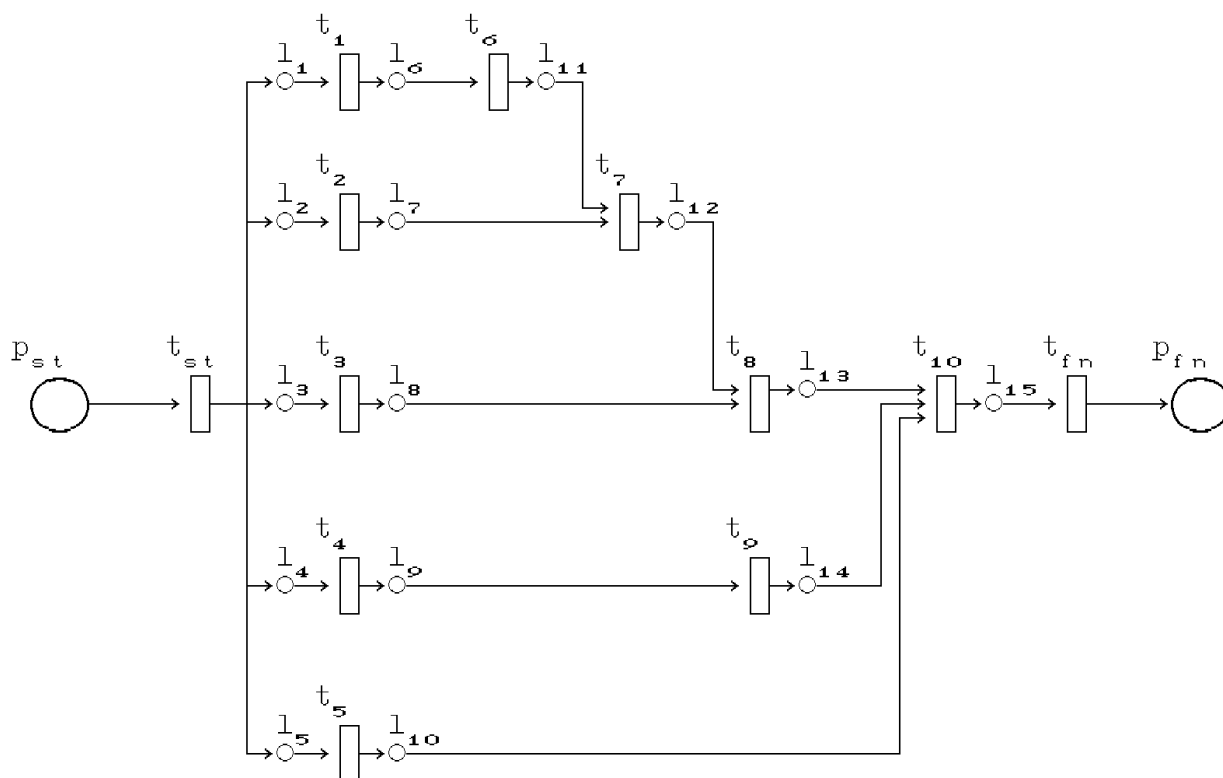 t1 t6
l1 l6 l11
t2 t7
l2 l7 l12
pst tst t3 t8 t10 tfn pfn
l3 l8 l13 l15
t4 t9
l4 l9 l14
t5
l5 l10